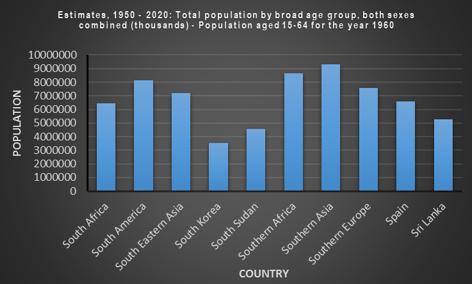 Estimates, 1950 - 2020: Total population by broad age group, both sexes
combined (thousands) - Population aged 15-64 for the year 1960
POPULATION
10000000
9000000
8000000
7000000
6000000
5000000
4000000
3000000
2000000
1000000
0
South Africa
South America
South Eastern Asia
South Korea
South Sudan
Southern Africa
Southern Asia
Southern Europe
Spain
Sri Lanka
COUNTRY